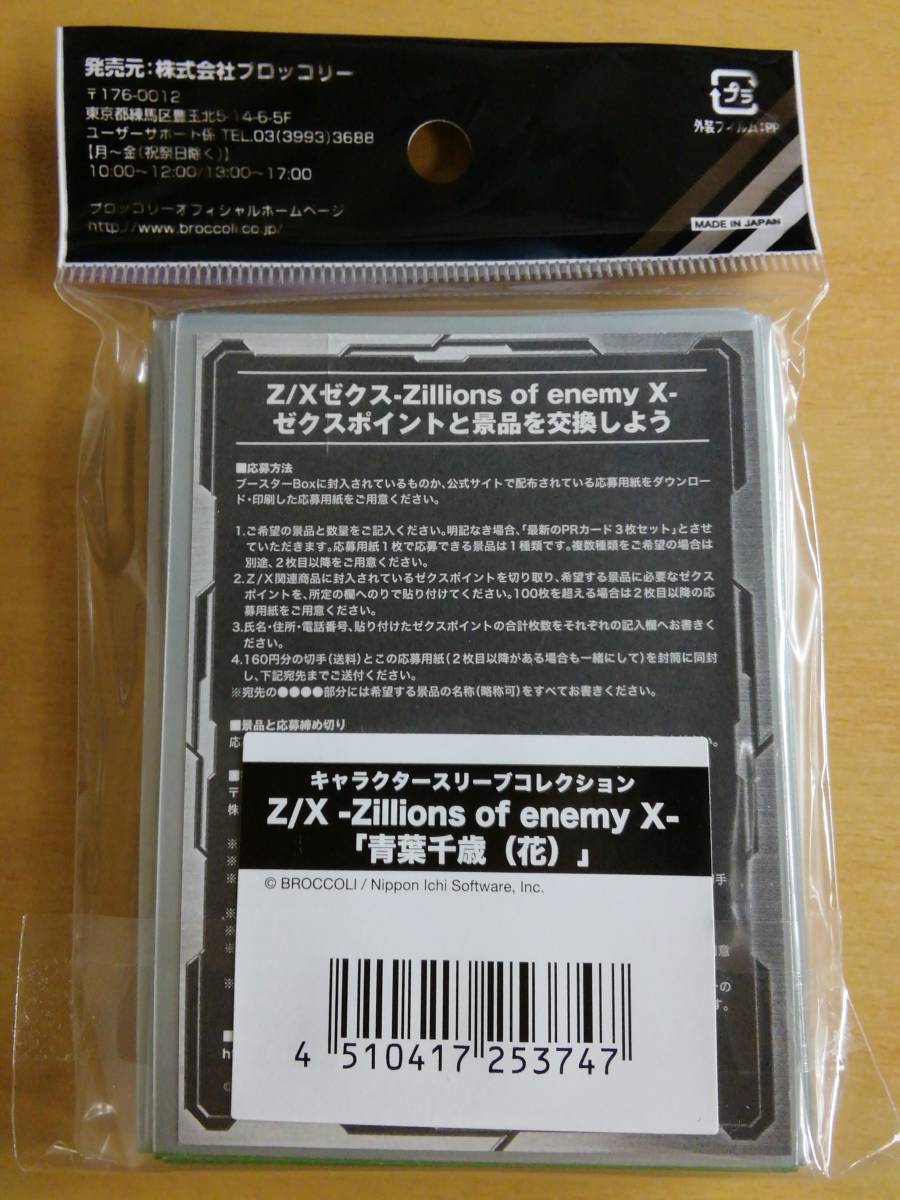 発売元:株式会社ブロッコリー
〒176-0012
東京都練馬区豊玉北5-14-6-5F
ユーザーサポート係 TEL.03(3993)3688
【月~金(祝祭日除く)】
10:00~12:00/13:00~17:00
ブロッコリーオフィシャルホームページ
http://www.broccoli.co.jp/
プラ
外装フィルム:PP
MADE IN JAPAN
Z/Xゼクス-Zillions of enemy X-
ゼクスポイントと景品を交換しよう
■応募方法
ブースターBoxに封入されているものか、公式サイトで配布されている応募用紙をダウンロー
ド・印刷した応募用紙をご用意ください。
1.ご希望の景品と数量をご記入ください。明記なき場合、「最新のPRカード3枚セット」とさせ
ていただきます。応募用紙1枚で応募できる景品は1種類です。複数種類をご希望の場合は
別途、2枚目以降をご用意ください。
2.Z/X関連商品に封入されているゼクスポイントを切り取り、希望する景品に必要なゼクス
ポイントを、所定の欄へのりで貼り付けてください。100枚を超える場合は2枚目以降の応
募用紙をご用意ください。
3.氏名・住所・電話番号、貼り付けたゼクスポイントの合計枚数をそれぞれの記入欄へお書きく
ださい。
4.160円分の切手(送料)とこの応募用紙(2枚目以降がある場合も一緒にして)を封筒に同封
し、下記宛先までご送付ください。
※宛先の●●●●部分には希望する景品の名称(略称可)をすべてお書きください。
■景品と応募締め切り
キャラクタースリーブコレクション
Z/X -Zillions of enemy X-
「青葉千歳(花)」
© BROCCOLI / Nippon Ichi Software, Inc.
4 510417 253747